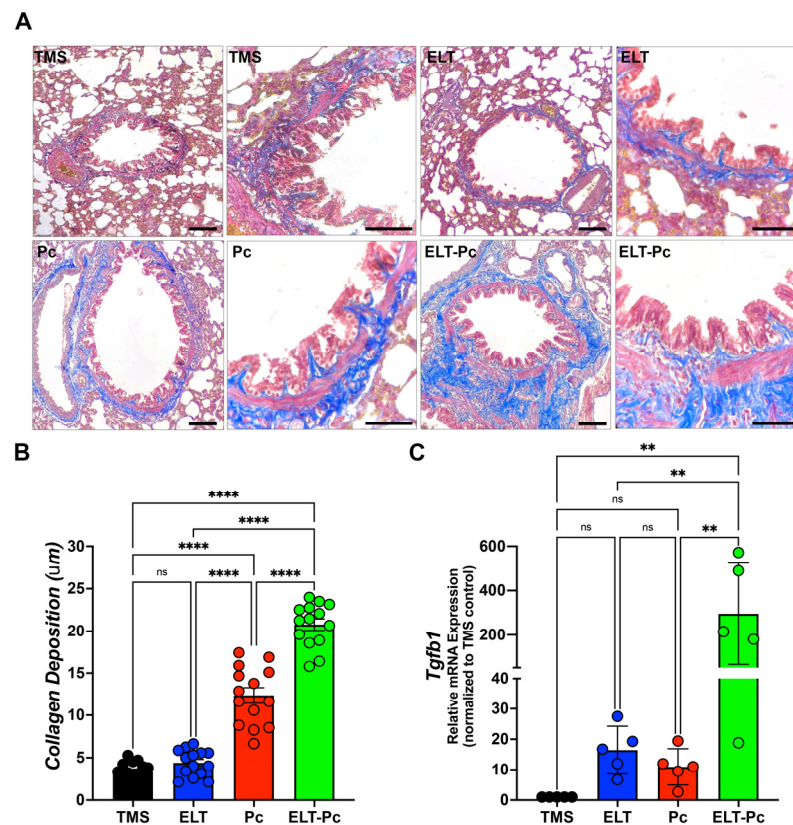 A
TMS
TMS
ELT
ELT
Pc
Pc
ELT-Pc
ELT-Pc
B
****
****
****
ns
****
****
Collagen Deposition (um)
30
25
20
15
10
5
0
TMS
ELT
Pc
ELT-Pc
C
**
**
ns
ns
ns
**
Tgfb1
Relative mRNA Expression
(normalized to TMS control)
600
400
200
40
30
20
10
0
TMS
ELT
Pc
ELT-Pc